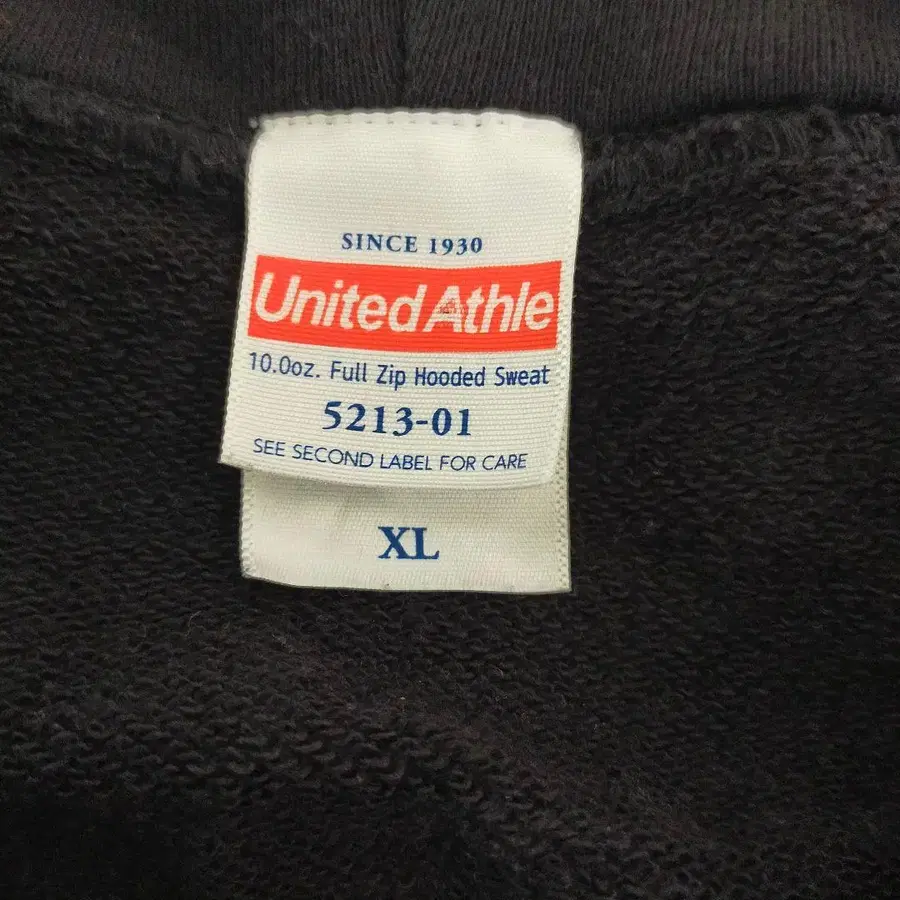 SINCE 1930
United Athle
10.0oz. Full Zip Hooded Sweat
5213-01
SEE SECOND LABEL FOR CARE
XL